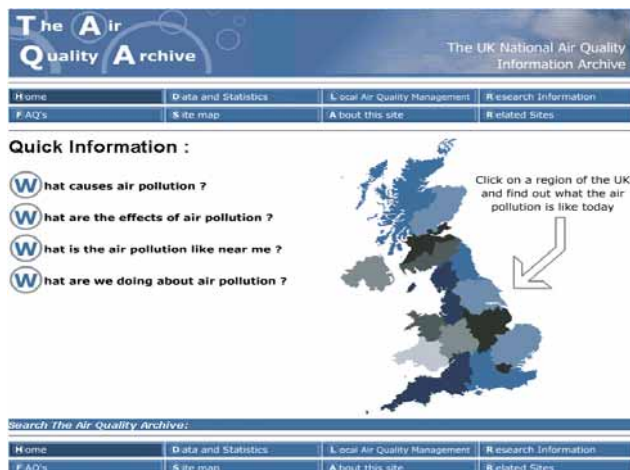 The Air
Quality Archive
The UK National Air Quality
Information Archive
Home Data and Statistics Local Air Quality Management Research Information
FAQ's Site map About this site Related Sites
Quick Information :
What causes air pollution ?
What are the effects of air pollution ?
What is the air pollution like near me ?
What are we doing about air pollution ?
Click on a region of the UK
and find out what the air
pollution is like today
Search The Air Quality Archive:
Home Data and Statistics Local Air Quality Management Research Information
FAQ's Site map About this site Related Sites